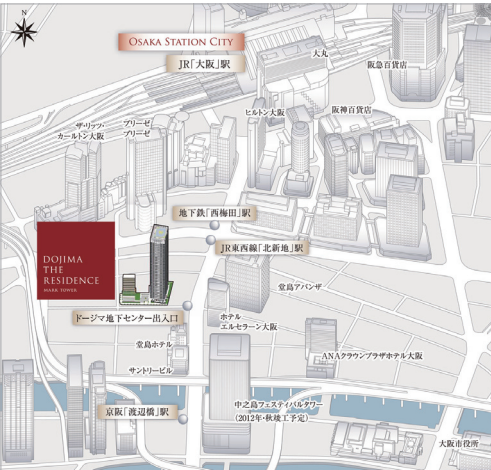 N
OSAKA STATION CITY
JR「大阪」駅
大丸
阪急百貨店
ヒルトン大阪
阪神百貨店
ザ・リッツ・
カールトン大阪
ブリーゼ
ブリーゼ
地下鉄「西梅田」駅
JR東西線「北新地」駅
DOJIMA
THE
RESIDENCE
MARK TOWER
堂島アバンザ
ドージマ地下センター出入口
ホテル
エルセラーン大阪
堂島ホテル
ANAクラウンプラザホテル大阪
サントリービル
京阪「渡辺橋」駅
中之島フェスティバルタワー
(2012年・秋竣工予定)
大阪市役所